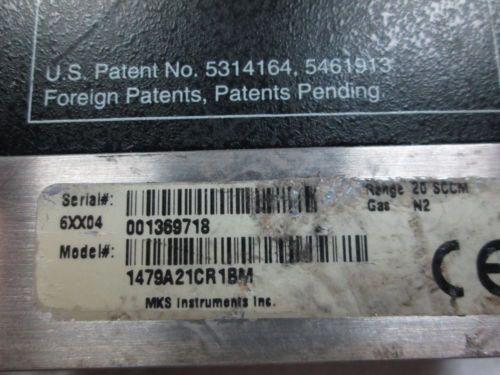 U.S. Patent No. 5314164, 5461913
Foreign Patents, Patents Pending.
Serial#: Range 20 SCCM
6XX04 001369718 Gas N2
Model#:
1479A21CR1BM
MKS Instruments Inc.
CE